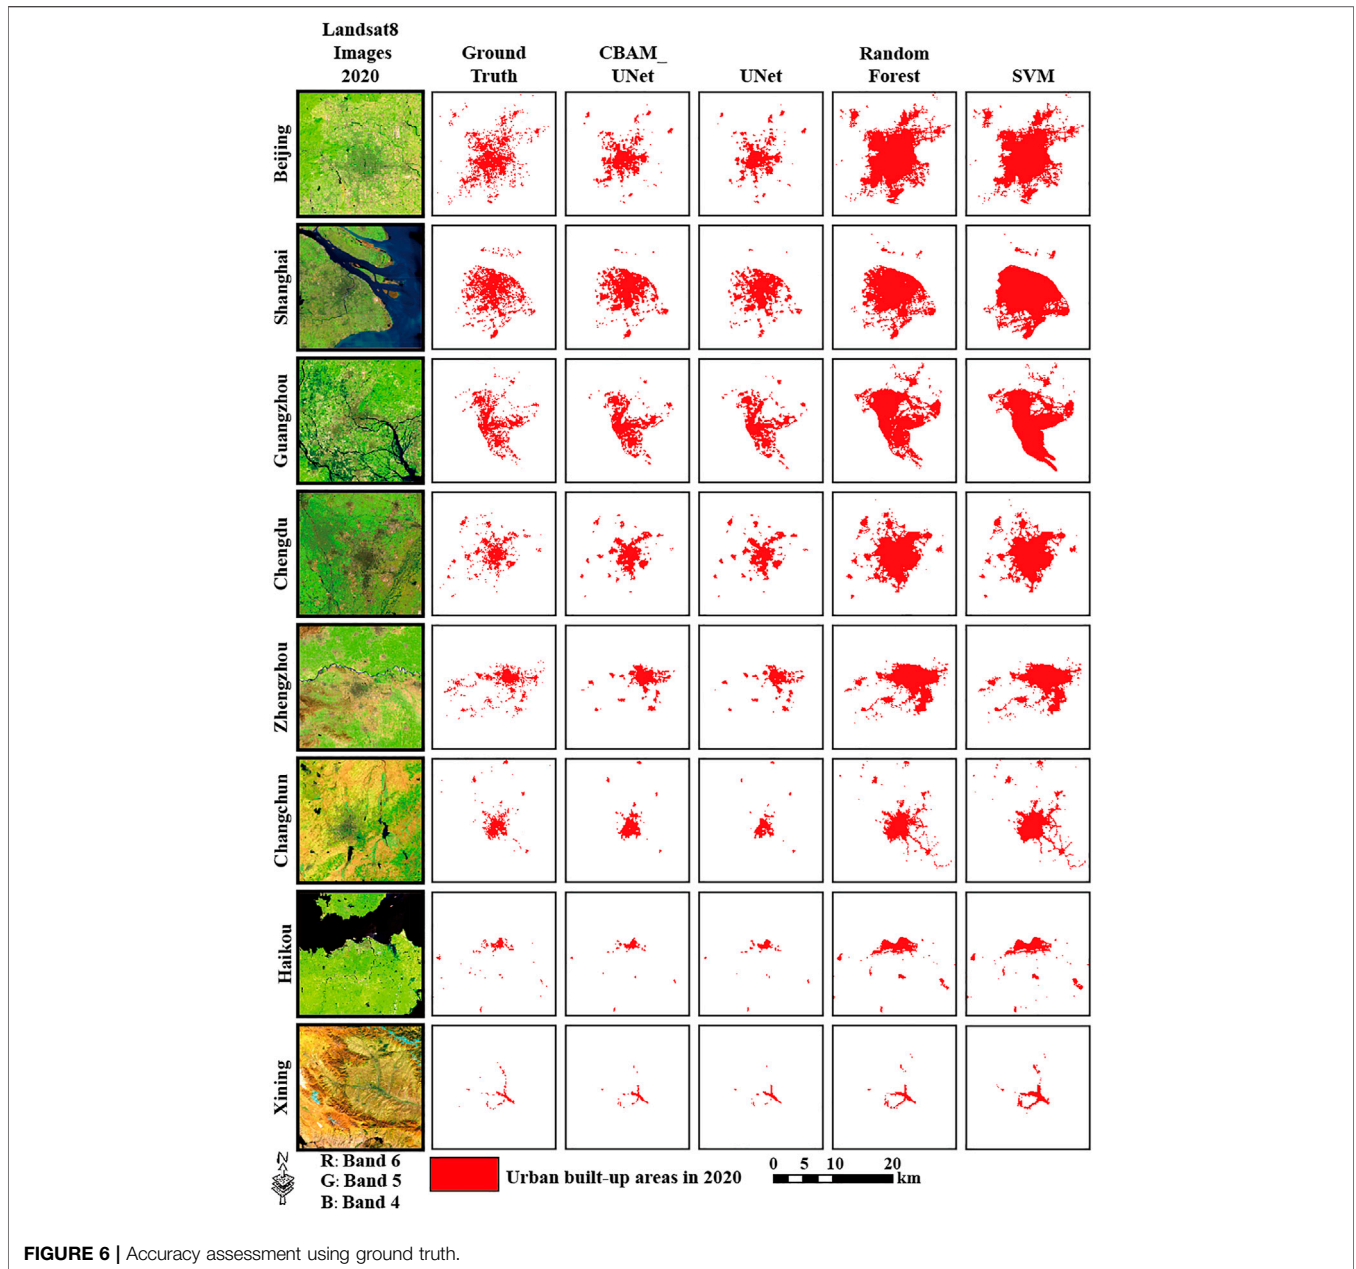 Landsat8
Images
2020
Ground
Truth
CBAM_
UNet
UNet
Random
Forest
SVM
Beijing
Shanghai
Guangzhou
Chengdu
Zhengzhou
Changchun
Haikou
Xining
N
R: Band 6
G: Band 5
B: Band 4
Urban built-up areas in 2020
0 5 10 20
km
FIGURE 6 | Accuracy assessment using ground truth.